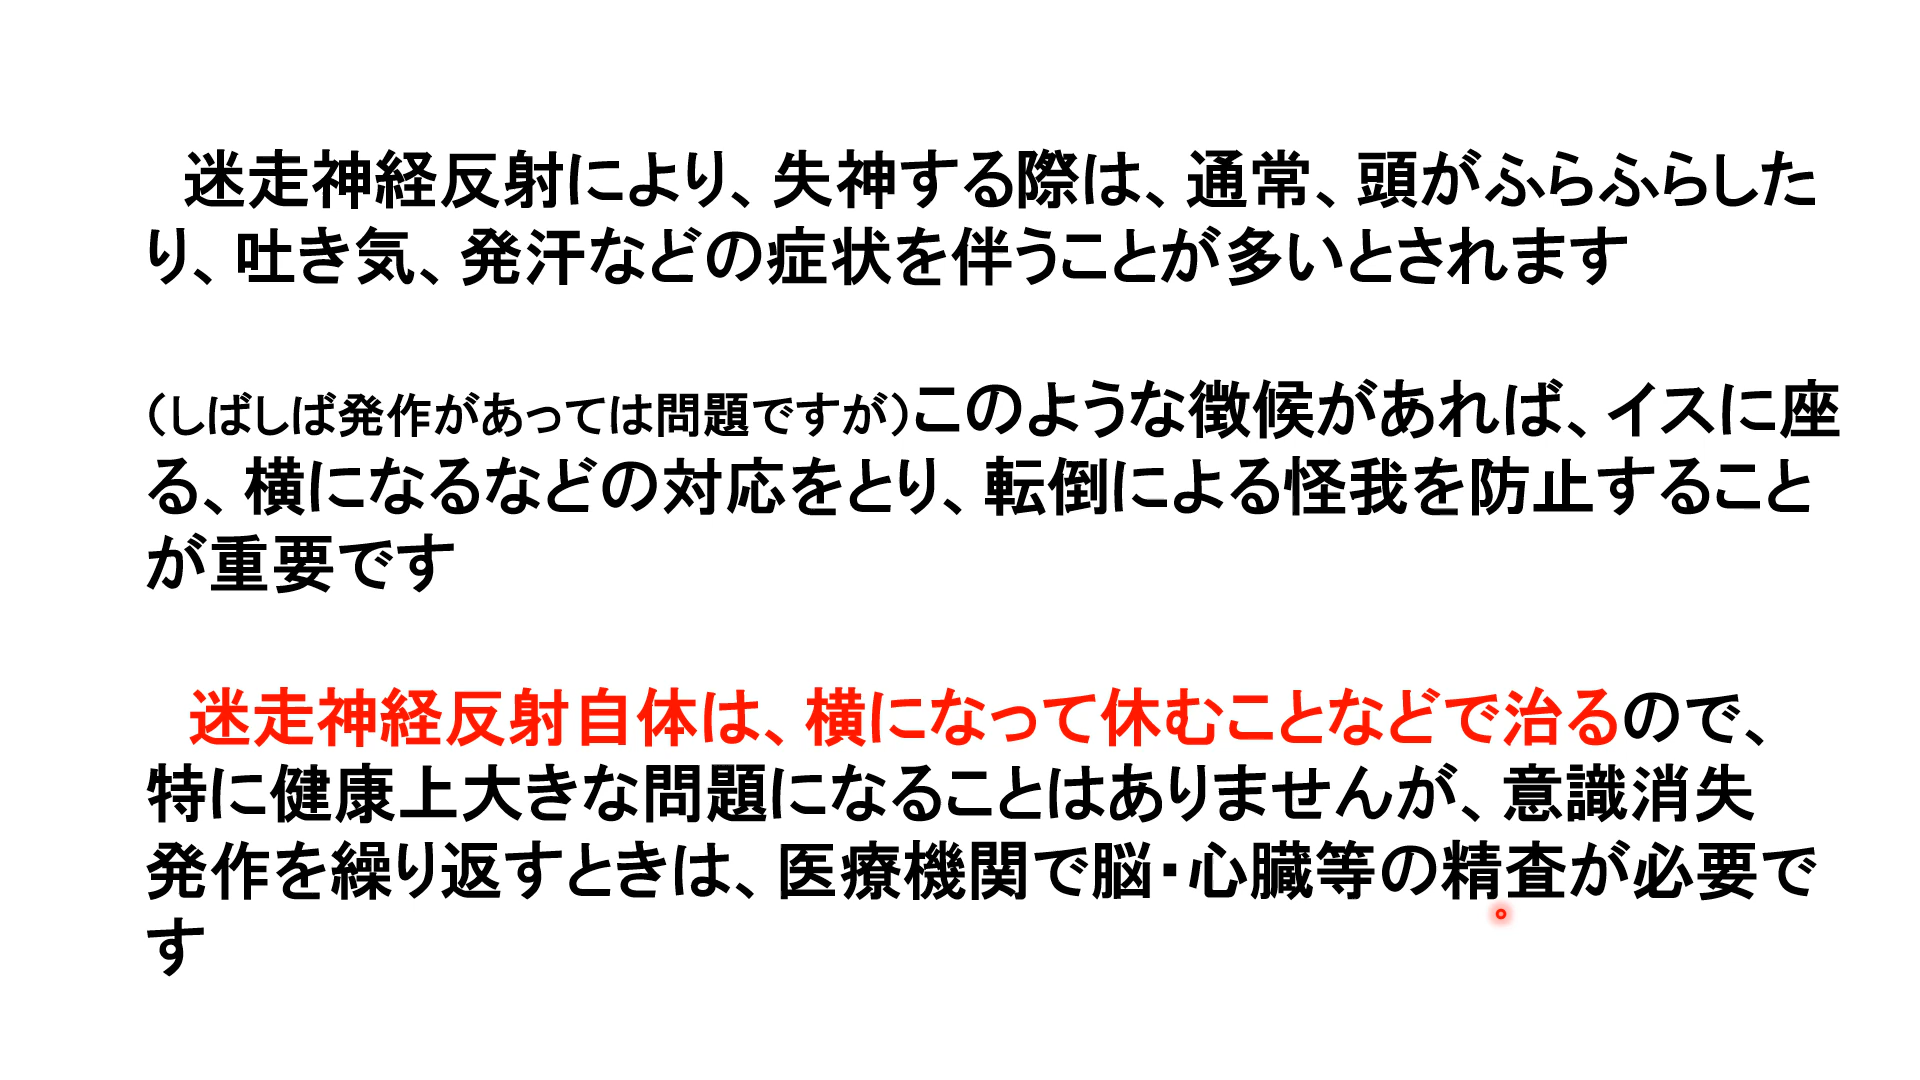 迷走神経反射により、失神する際は、通常、頭がふらふらした
り、吐き気、発汗などの症状を伴うことが多いとされます
（しばしば発作があっては問題ですが）このような徴候があれば、イスに座
る、横になるなどの対応をとり、転倒による怪我を防止すること
が重要です
迷走神経反射自体は、横になって休むことなどで治るので、
特に健康上大きな問題になることはありませんが、意識消失
発作を繰り返すときは、医療機関で脳・心臓等の精査が必要で
す